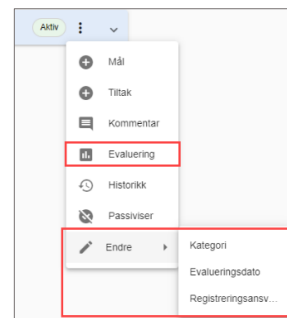 Aktiv
Mål
Tiltak
Kommentar
Evaluering
Historikk
Passiviser
Endre
Kategori
Evalueringsdato
Registreringsansv...